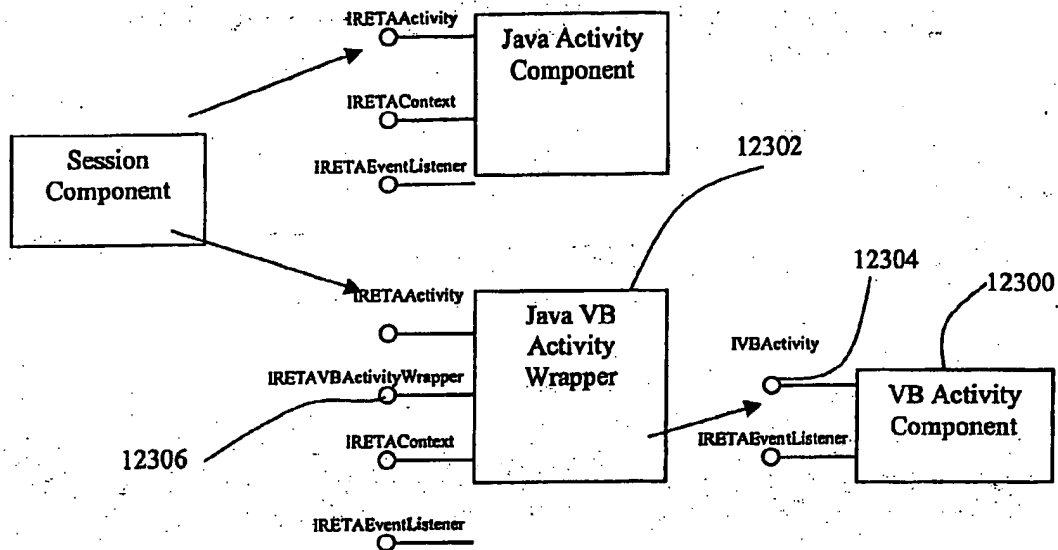 IRETAActivity
Java Activity
Component
IRETAContext
IRETAEventListener
Session
Component
12302
IRETAActivity
Java VB
Activity
Wrapper
IRETAVBActivityWrapper
IRETAContext
12306
IRETAEventListener
12304
12300
IVBActivity
VB Activity
Component
IRETAEventListener